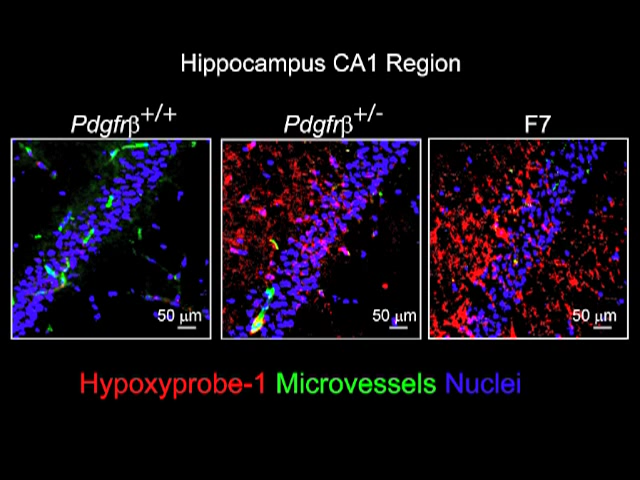 Hippocampus CA1 Region
Pdgfrβ+/+ Pdgfrβ+/- F7
50 μm 50 μm 50 μm
Hypoxyprobe-1 Microvessels Nuclei